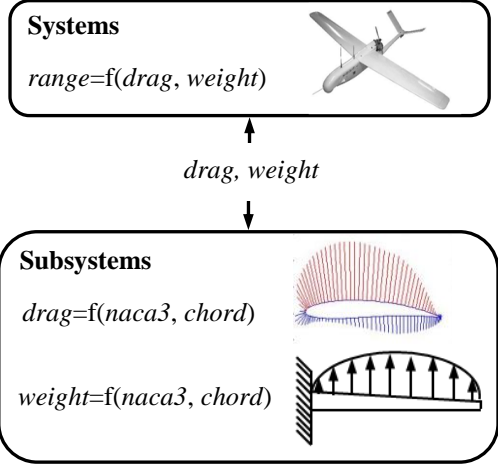 Systems
range=f(drag, weight)
drag, weight
Subsystems
drag=f(naca3, chord)
weight=f(naca3, chord)